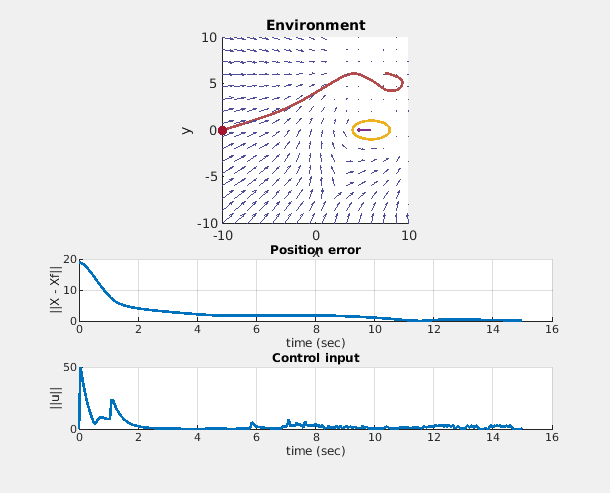 Environment
10
5
y
0
-5
-10
-10 0 10
x
Position error
20
||X - Xf||
10
0
0 2 4 6 8 10 12 14 16
time (sec)
Control input
50
||u||
0
0 2 4 6 8 10 12 14 16
time (sec)